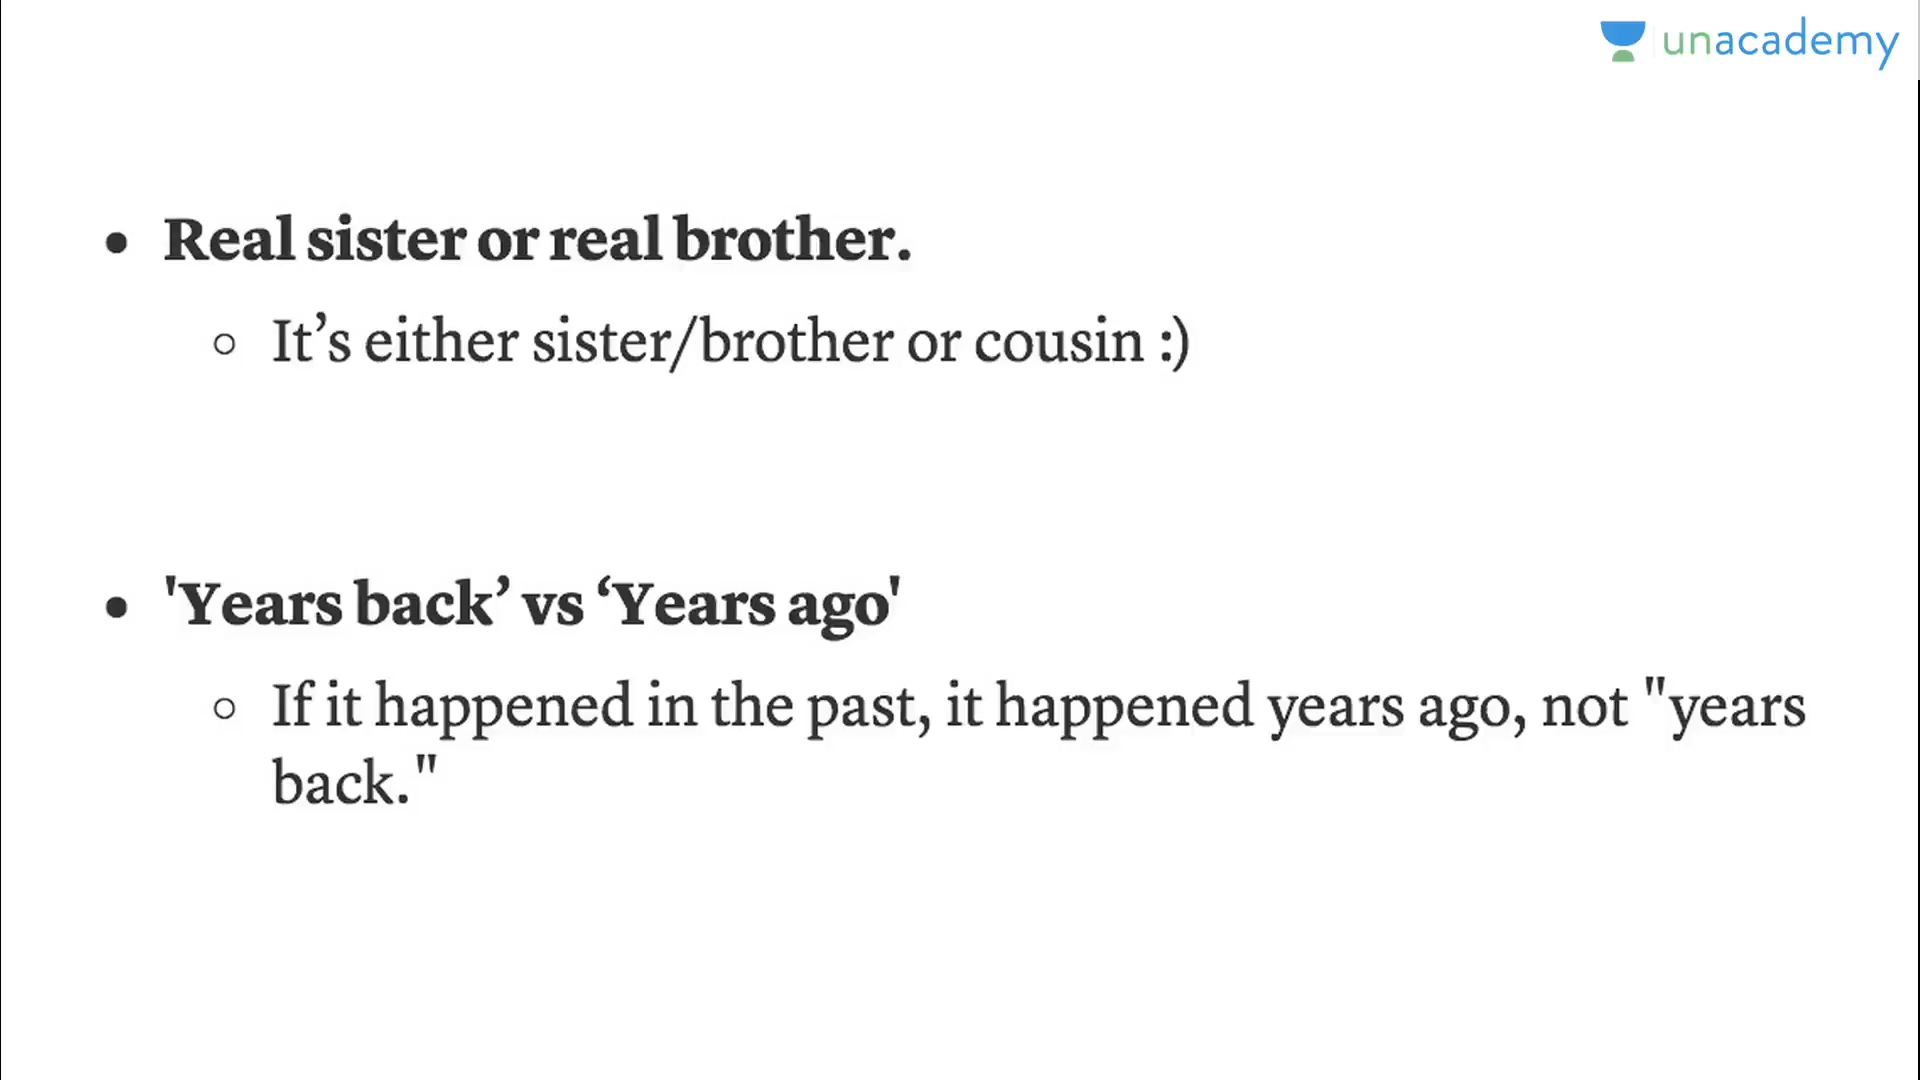 unacademy
• Real sister or real brother.
○ It’s either sister/brother or cousin :)
• 'Years back’ vs ‘Years ago'
○ If it happened in the past, it happened years ago, not "years
back."